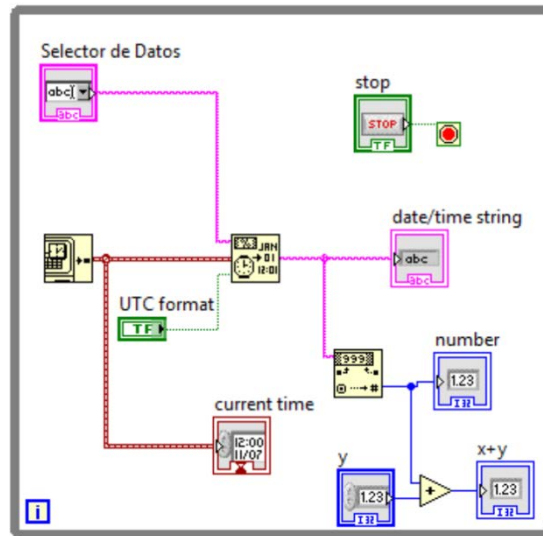 Selector de Datos
abc
abc
stop
STOP
TF
JAN
01
12:01
date/time string
abc
abc
UTC format
TF
999
#
number
1.23
I32
current time
12:00
11/07
y
1.23
I32
+
x+y
1.23
I32
i